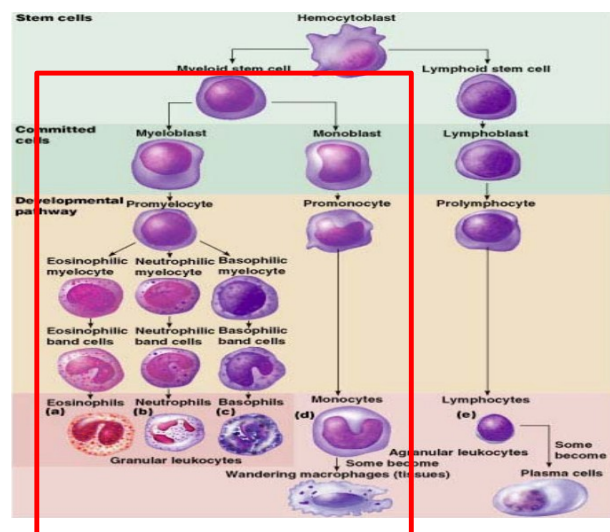 Stem cells
Hemocytoblast
Myeloid stem cell
Lymphoid stem cell
Committed
cells
Myeloblast
Monoblast
Lymphoblast
Developmental
pathway
Promyelocyte
Promonocyte
Prolymphocyte
Eosinophilic
myelocyte
Neutrophilic
myelocyte
Basophilic
myelocyte
Eosinophilic
band cells
Neutrophilic
band cells
Basophilic
band cells
Eosinophils
(a)
Neutrophils
(b)
Basophils
(c)
Monocytes
(d)
Lymphocytes
(e)
Granular leukocytes
Agranular leukocytes
Some become
Wandering macrophages (tissues)
Some
become
Plasma cells